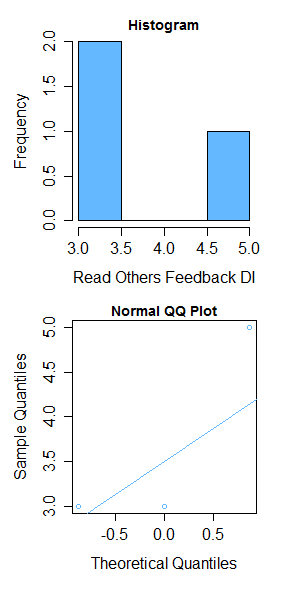 Histogram
Frequency
0.0 0.5 1.0 1.5 2.0
3.0 3.5 4.0 4.5 5.0
Read Others Feedback DI
Normal QQ Plot
Sample Quantiles
3.0 3.5 4.0 4.5 5.0
-0.5 0.0 0.5
Theoretical Quantiles